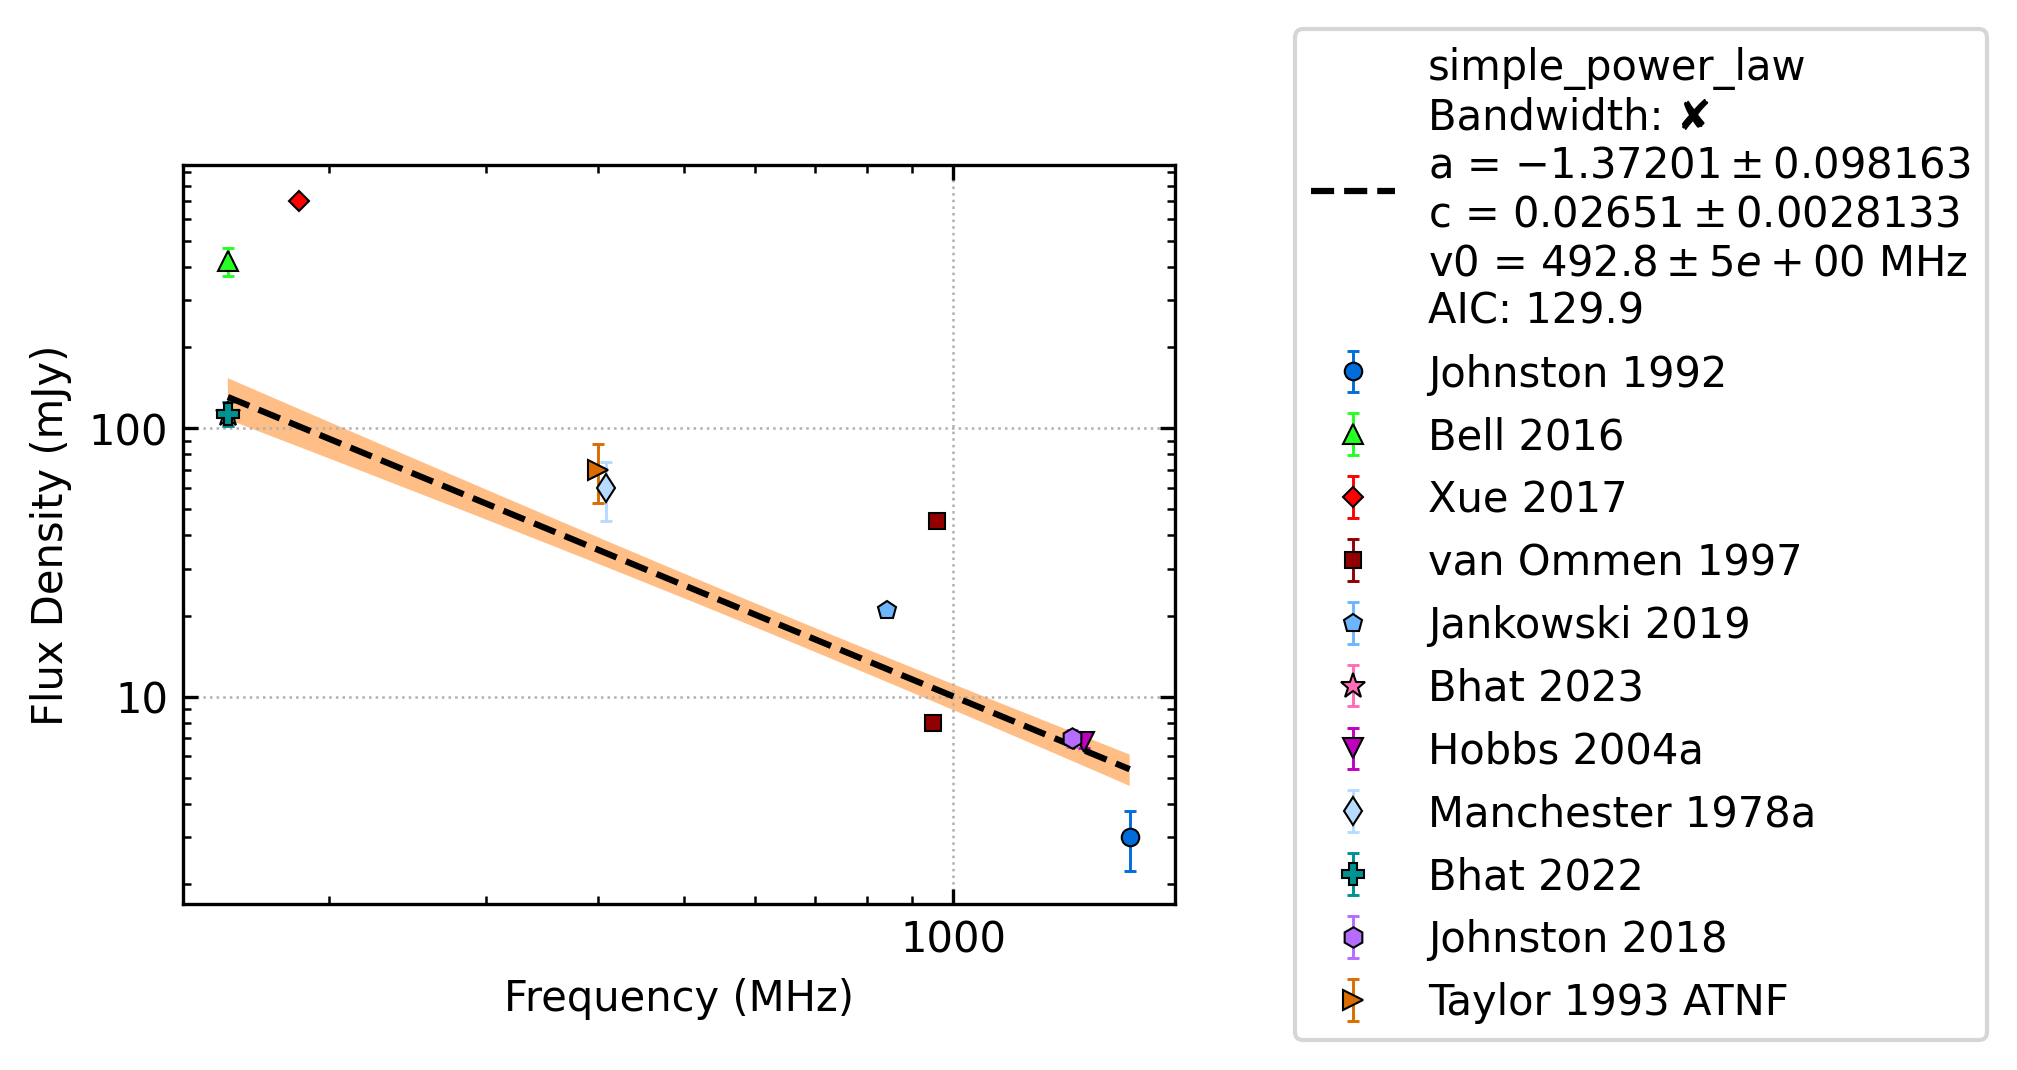 simple_power_law
Bandwidth: ✘
a = −1.37201 ± 0.098163
c = 0.02651 ± 0.0028133
v0 = 492.8 ± 5e + 00 MHz
AIC: 129.9
Johnston 1992
Bell 2016
Xue 2017
van Ommen 1997
Jankowski 2019
Bhat 2023
Hobbs 2004a
Manchester 1978a
Bhat 2022
Johnston 2018
Taylor 1993 ATNF
Flux Density (mJy)
100
10
1000
Frequency (MHz)